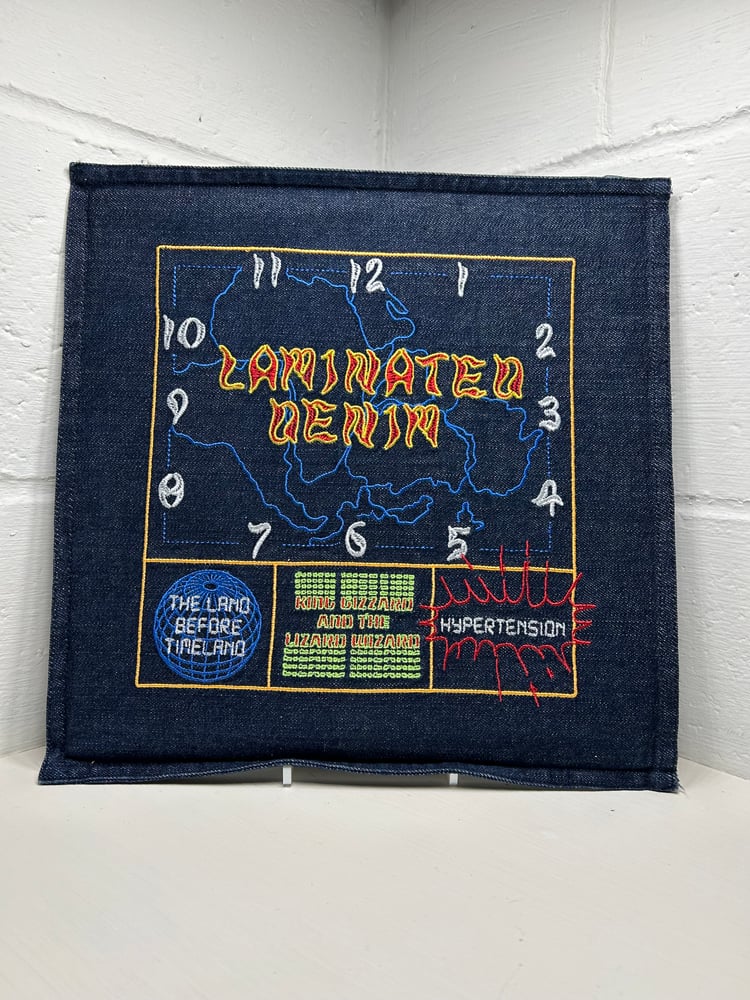 11 12 1
10 2
9 3
8 4
7 6 5
LAMINATED
DENIM
THE LAND
BEFORE
TIMELAND
KING GIZZARD
AND THE
LIZARD WIZARD
HYPERTENSION